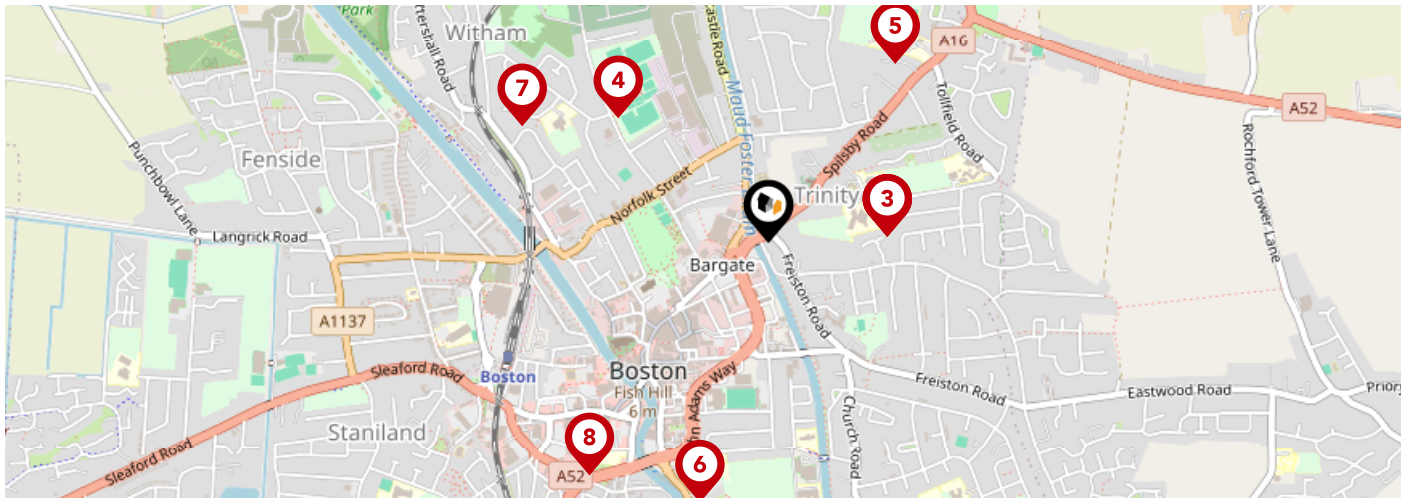 Park
Witham
ttershall Road
astle Road
5
A16
7
4
Maud Foster
A52
Tollfield Road
Rochford Tower Lane
Punchbowl Lane
Fenside
Spilsby Road
Norfolk Street
Trinity
3
Langrick Road
Bargate
Freiston Road
A1137
Sleaford Road
Boston
Boston
Fish Hill
6 m
hn Adams Way
Freiston Road
Eastwood Road
Priory
Church Road
Staniland
8
6
A52
Sleaford Road